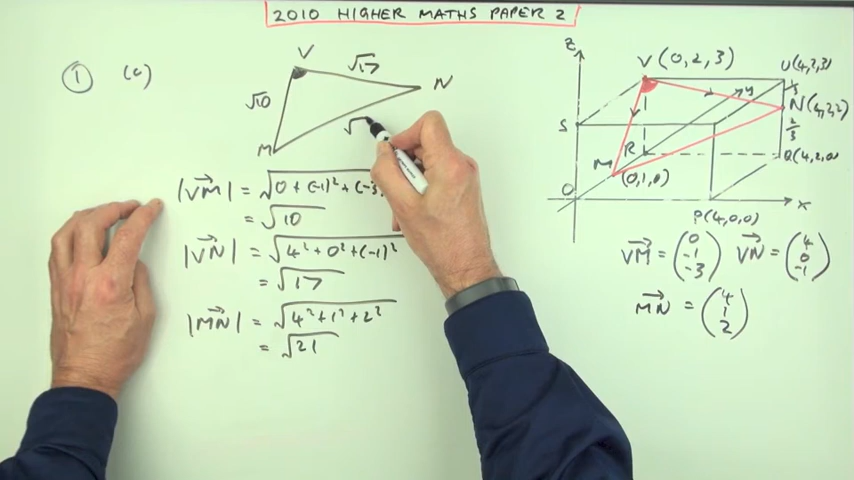 2010 HIGHER MATHS PAPER 2
① (c)
V
√17
N
√10
√
M
|VM→| = √0 + (-1)² + (-3
= √10
|VN→| = √4² + 0² + (-1)²
= √17
|MN→| = √4² + 1² + 2²
= √21
Z
V (0,2,3)
U(4,2,3)
y
S
N(4,2,2)
2/3
M
R
Q(4,2,0)
(0,1,0)
O
x
P(4,0,0)
VM→ = (0 -1 -3) VN→ = (4 0 -1)
MN→ = (4 1 2)